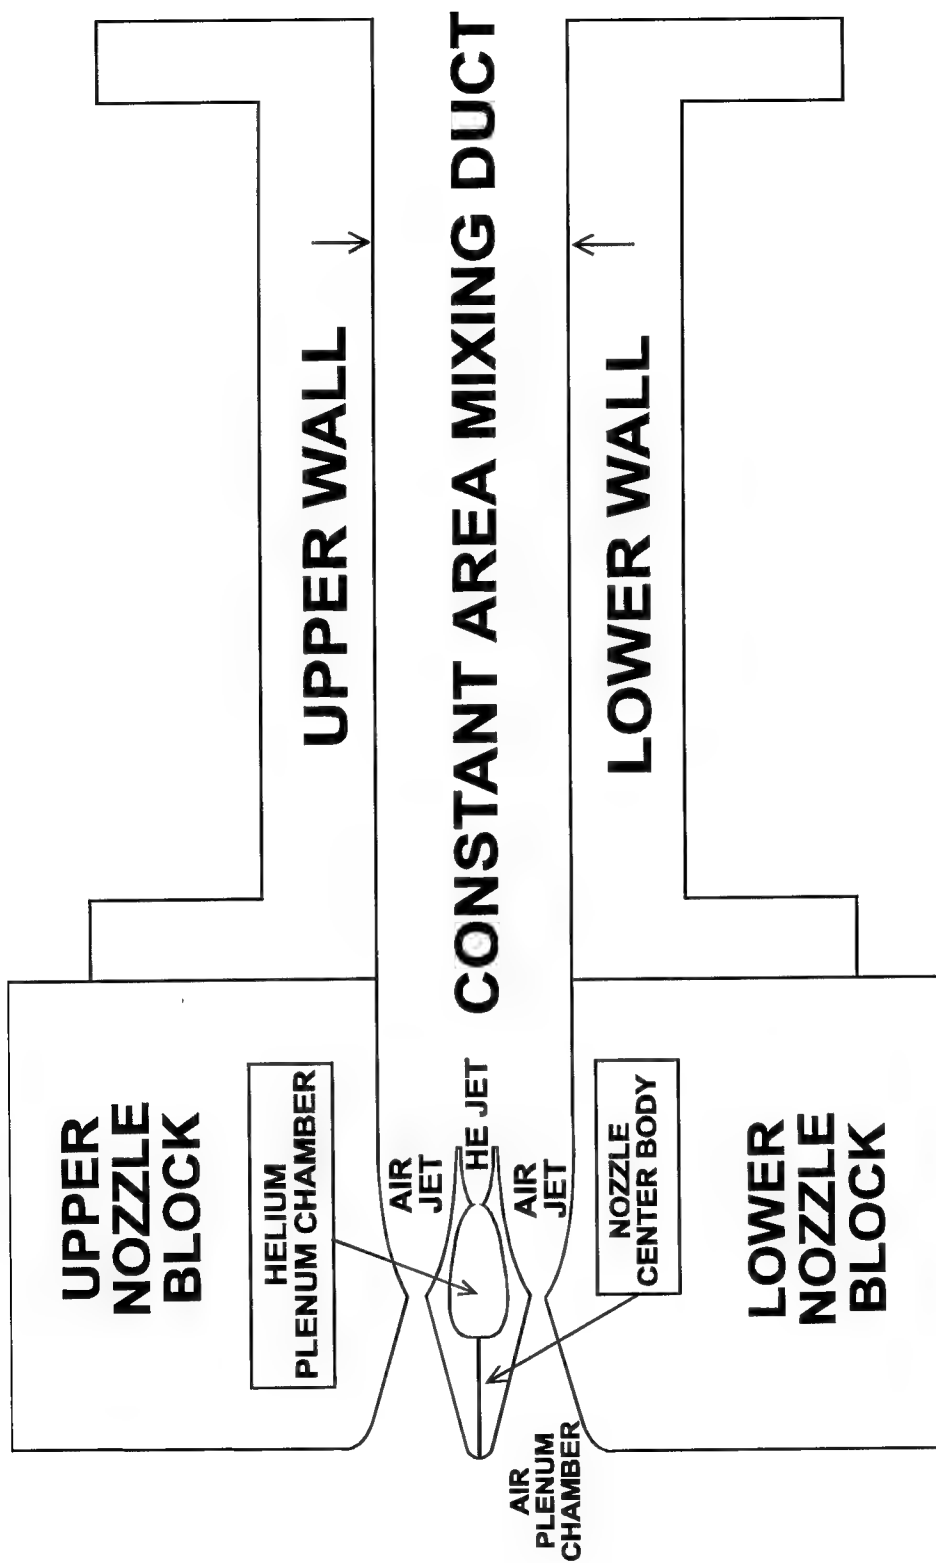 UPPER
NOZZLE
BLOCK
HELIUM
PLENUM CHAMBER
UPPER WALL
AIR
JET
HE JET
CONSTANT AREA MIXING DUCT
AIR
JET
AIR
PLENUM
CHAMBER
NOZZLE
CENTER BODY
LOWER WALL
LOWER
NOZZLE
BLOCK